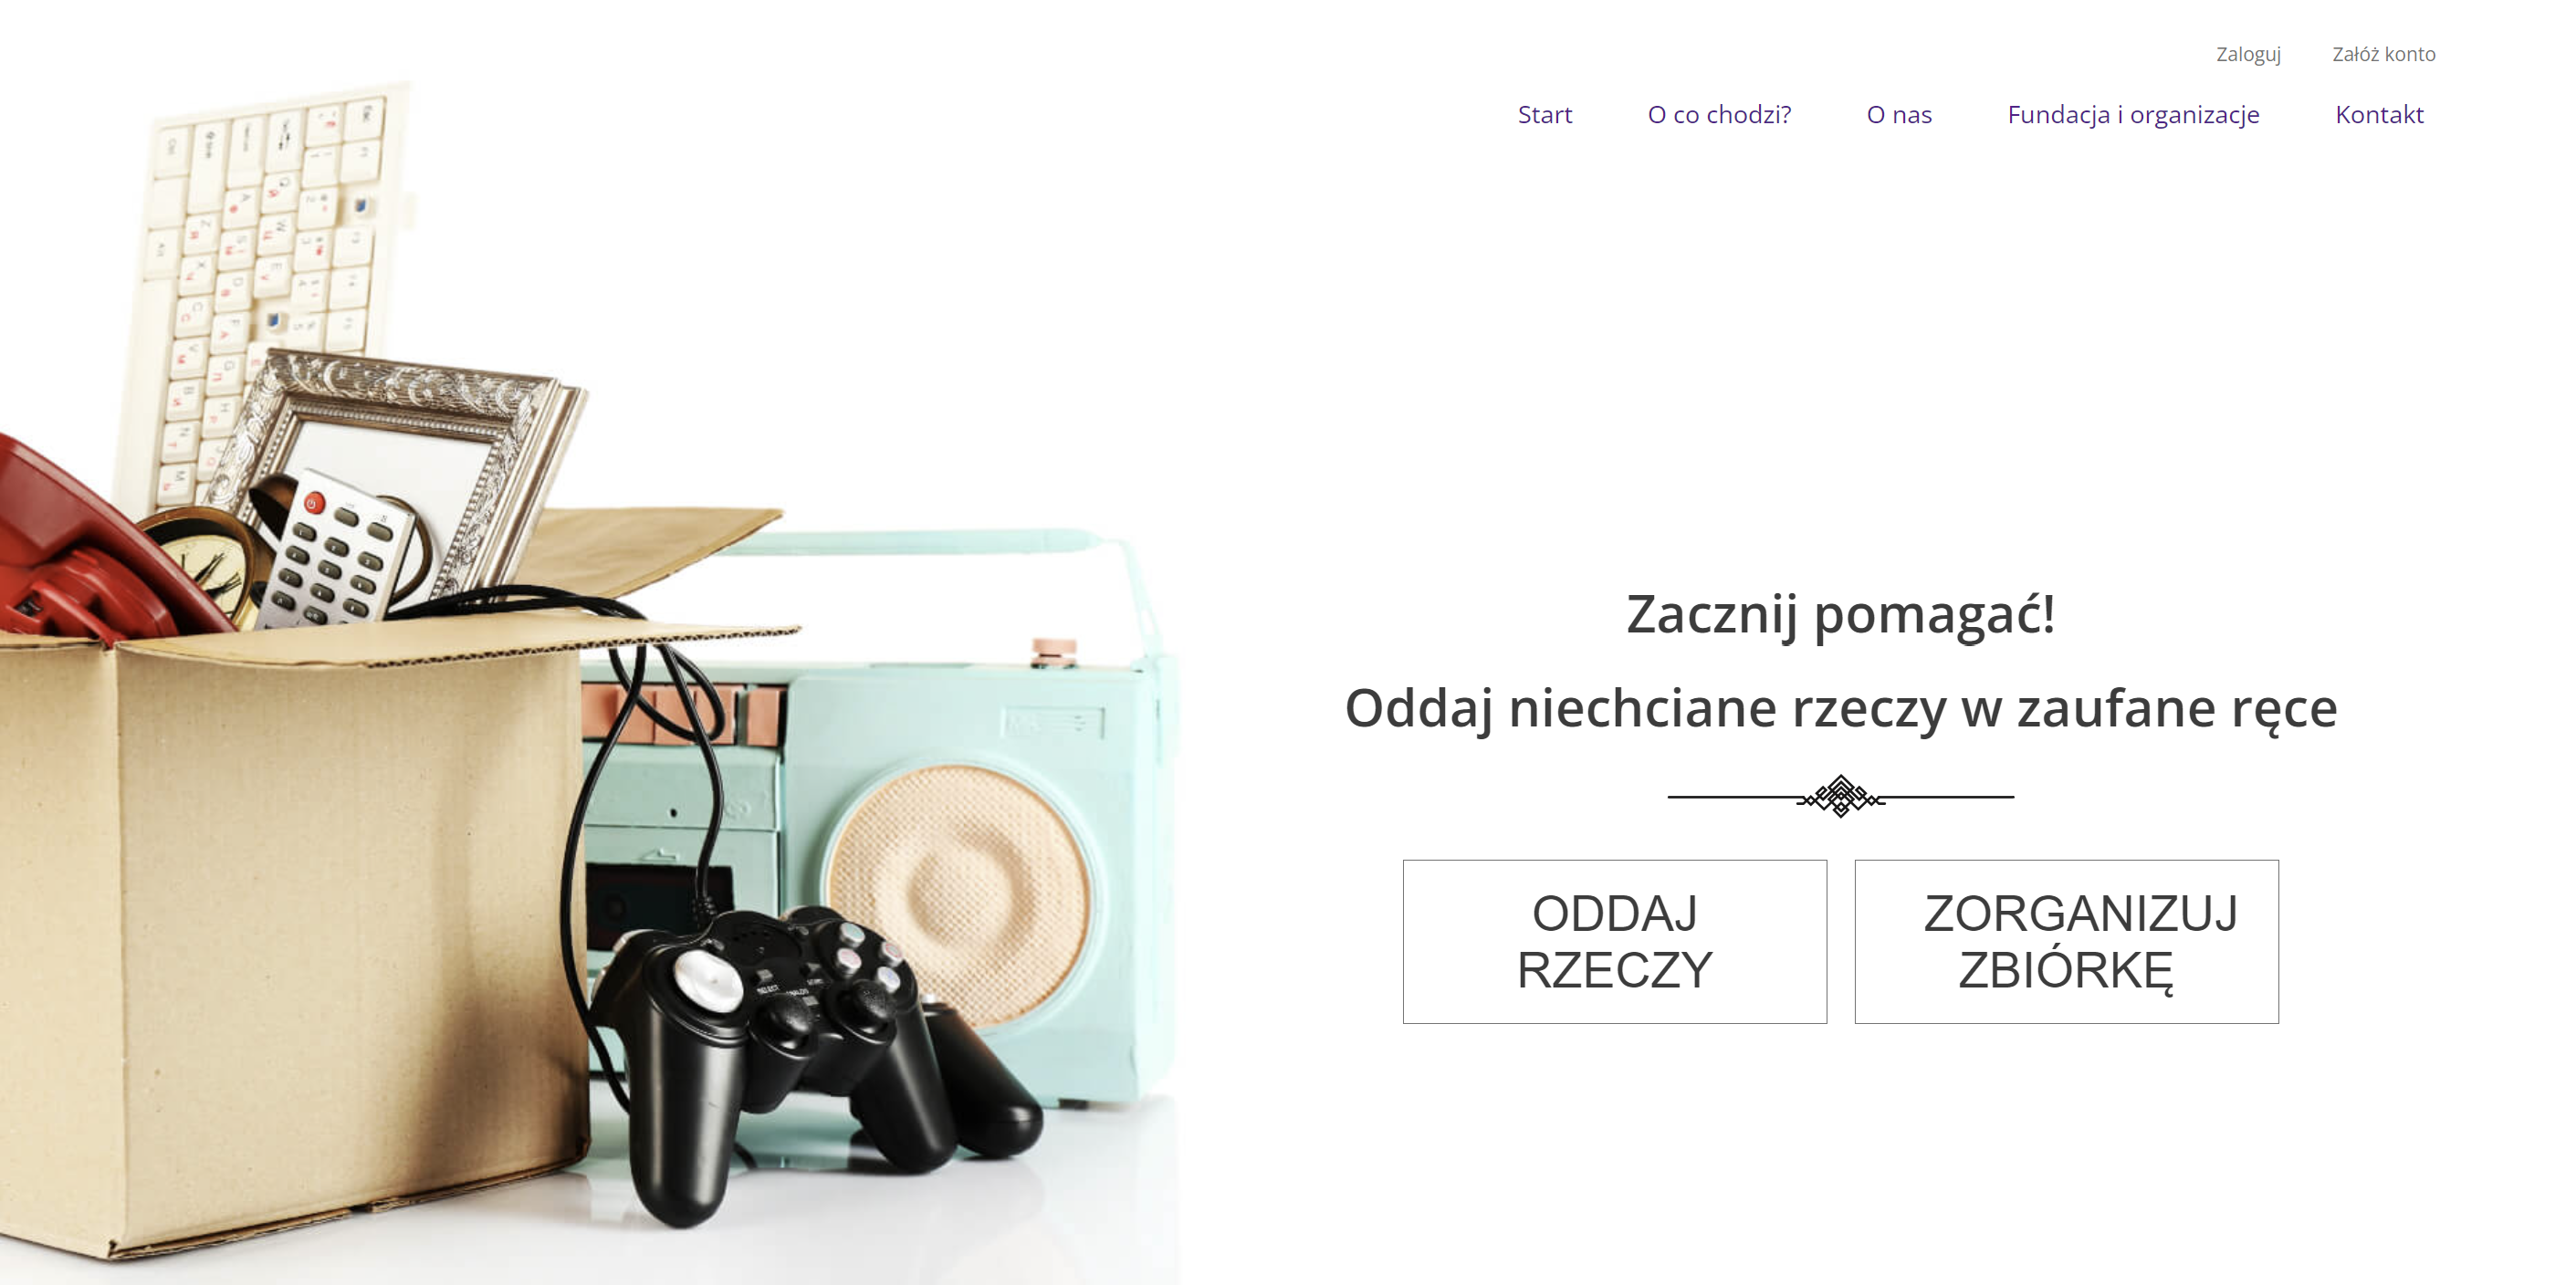 Zaloguj Załóż konto
Start O co chodzi? O nas Fundacja i organizacje Kontakt
Zacznij pomagać!
Oddaj niechciane rzeczy w zaufane ręce
ODDAJ
RZECZY
ZORGANIZUJ
ZBIÓRKĘ